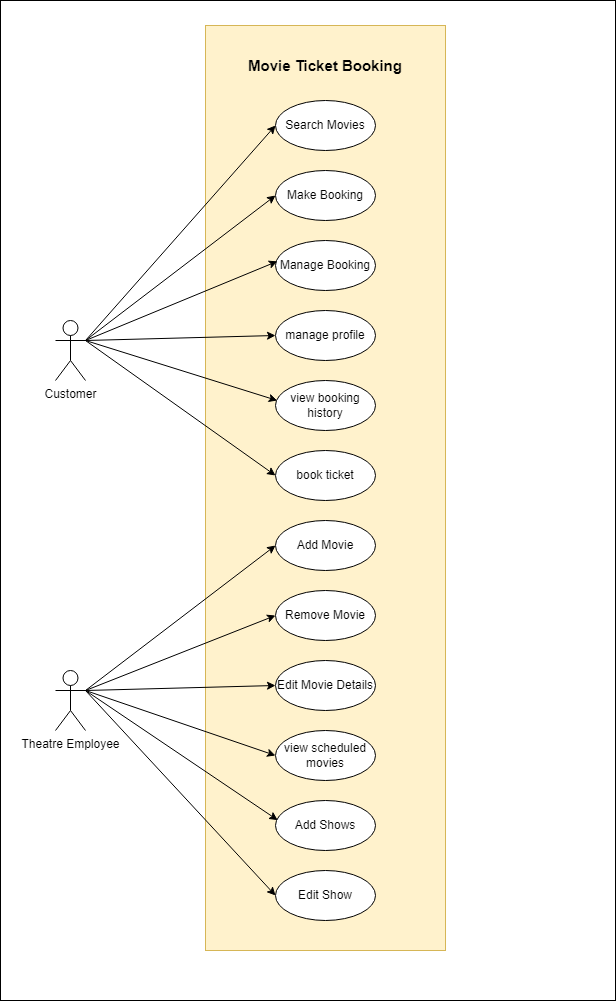 Movie Ticket Booking
Search Movies
Make Booking
Manage Booking
manage profile
Customer
view booking
history
book ticket
Add Movie
Remove Movie
Edit Movie Details
Theatre Employee
view scheduled
movies
Add Shows
Edit Show